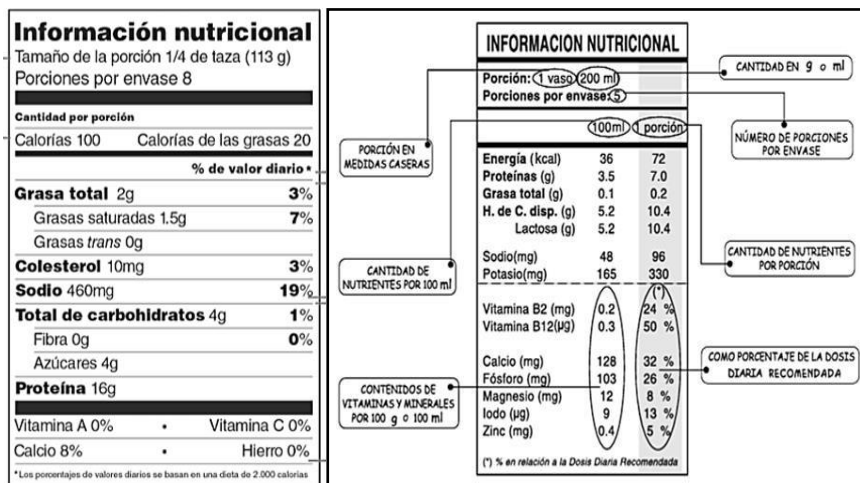 Información nutricional
Tamaño de la porción 1/4 de taza (113 g)
Porciones por envase 8
Cantidad por porción
Calorías 100 Calorías de las grasas 20
% de valor diario*
Grasa total 2g 3%
Grasas saturadas 1.5g 7%
Grasas trans 0g
Colesterol 10mg 3%
Sodio 460mg 19%
Total de carbohidratos 4g 1%
Fibra 0g 0%
Azúcares 4g
Proteína 16g
Vitamina A 0% • Vitamina C 0%
Calcio 8% • Hierro 0%
*Los porcentajes de valores diarios se basan en una dieta de 2.000 calorías
INFORMACION NUTRICIONAL
Porción: 1 vaso 200 ml
Porciones por envase: 5
100ml 1 porción
Energía (kcal) 36 72
Proteínas (g) 3.5 7.0
Grasa total (g) 0.1 0.2
H. de C. disp. (g) 5.2 10.4
Lactosa (g) 5.2 10.4
Sodio(mg) 48 96
Potasio(mg) 165 330
(*)
Vitamina B2 (mg) 0.2 24 %
Vitamina B12(µg) 0.3 50 %
Calcio (mg) 128 32 %
Fósforo (mg) 103 26 %
Magnesio (mg) 12 8 %
Iodo (µg) 9 13 %
Zinc (mg) 0.4 5 %
(*) % en relación a la Dosis Diaria Recomendada
PORCIÓN EN
MEDIDAS CASERAS
CANTIDAD DE
NUTRIENTES POR 100 ml
CONTENIDOS DE
VITAMINAS Y MINERALES
POR 100 g O 100 ml
CANTIDAD EN g o ml
NÚMERO DE PORCIONES
POR ENVASE
CANTIDAD DE NUTRIENTES
POR PORCIÓN
COMO PORCENTAJE DE LA DOSIS
DIARIA RECOMENDADA